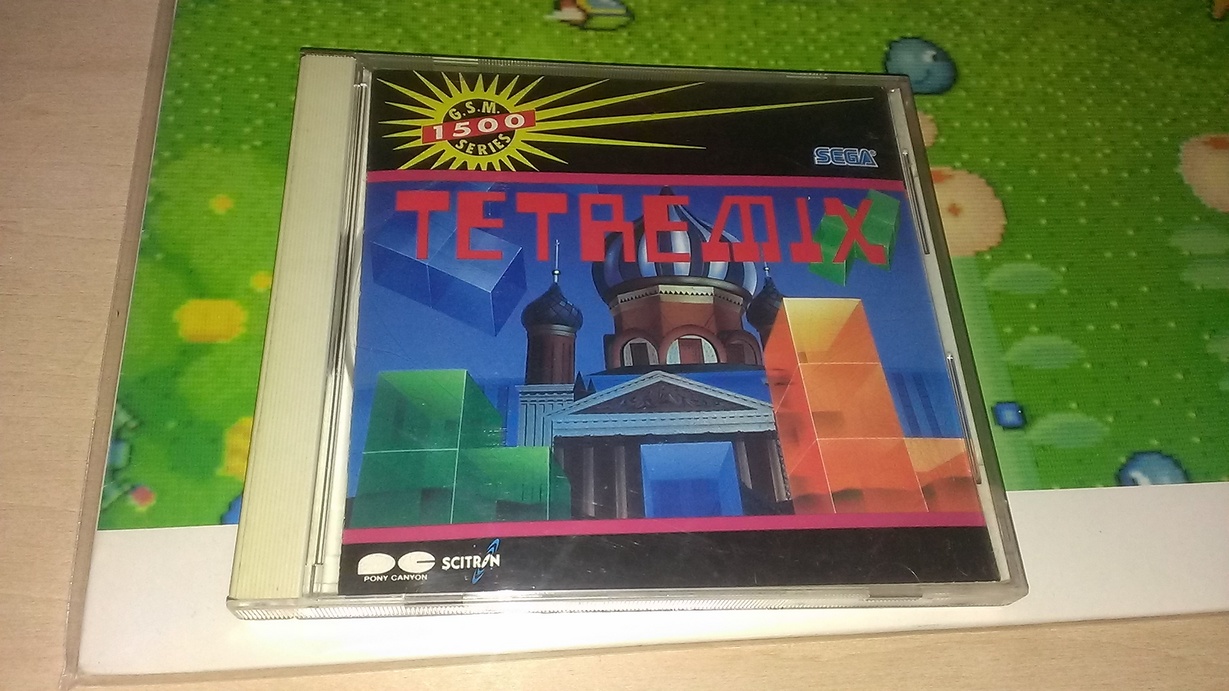 G.S.M.
1500
SERIES
SEGA®
TETREMIX
PONY CANYON
SCITRON